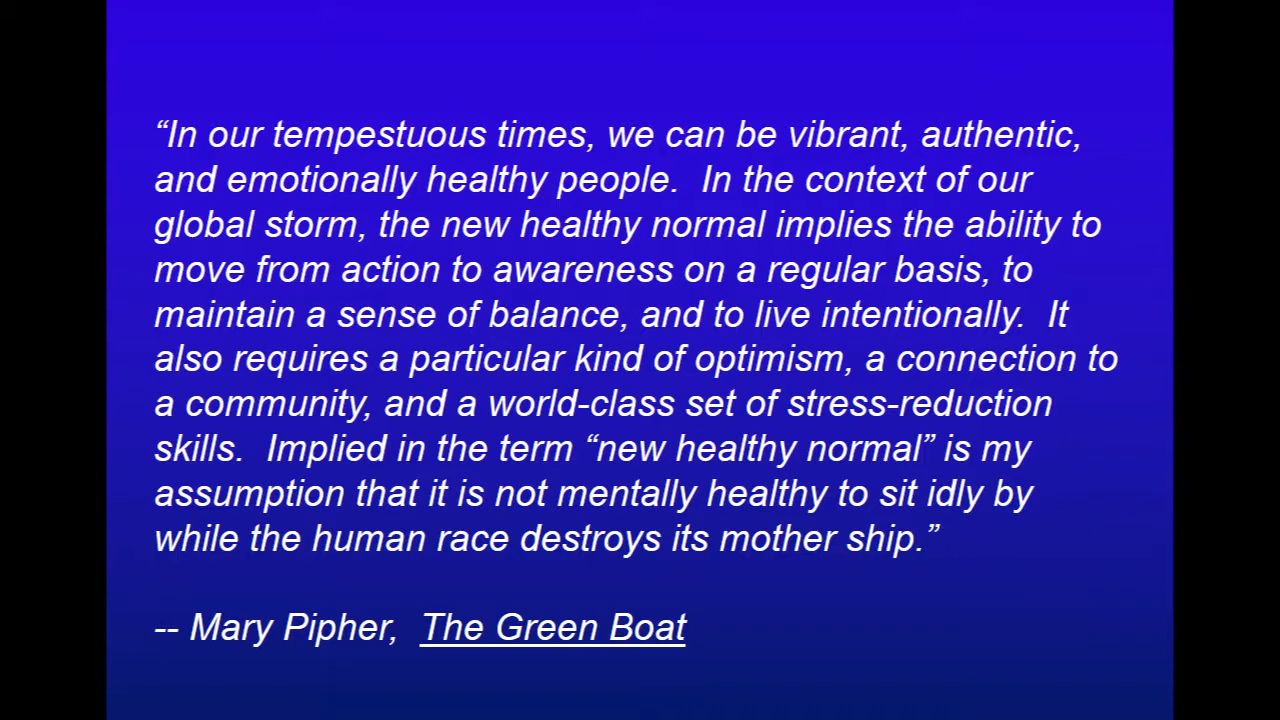 “In our tempestuous times, we can be vibrant, authentic,
and emotionally healthy people.  In the context of our
global storm, the new healthy normal implies the ability to
move from action to awareness on a regular basis, to
maintain a sense of balance, and to live intentionally.  It
also requires a particular kind of optimism, a connection to
a community, and a world-class set of stress-reduction
skills.  Implied in the term “new healthy normal” is my
assumption that it is not mentally healthy to sit idly by
while the human race destroys its mother ship.”
-- Mary Pipher,  The Green Boat